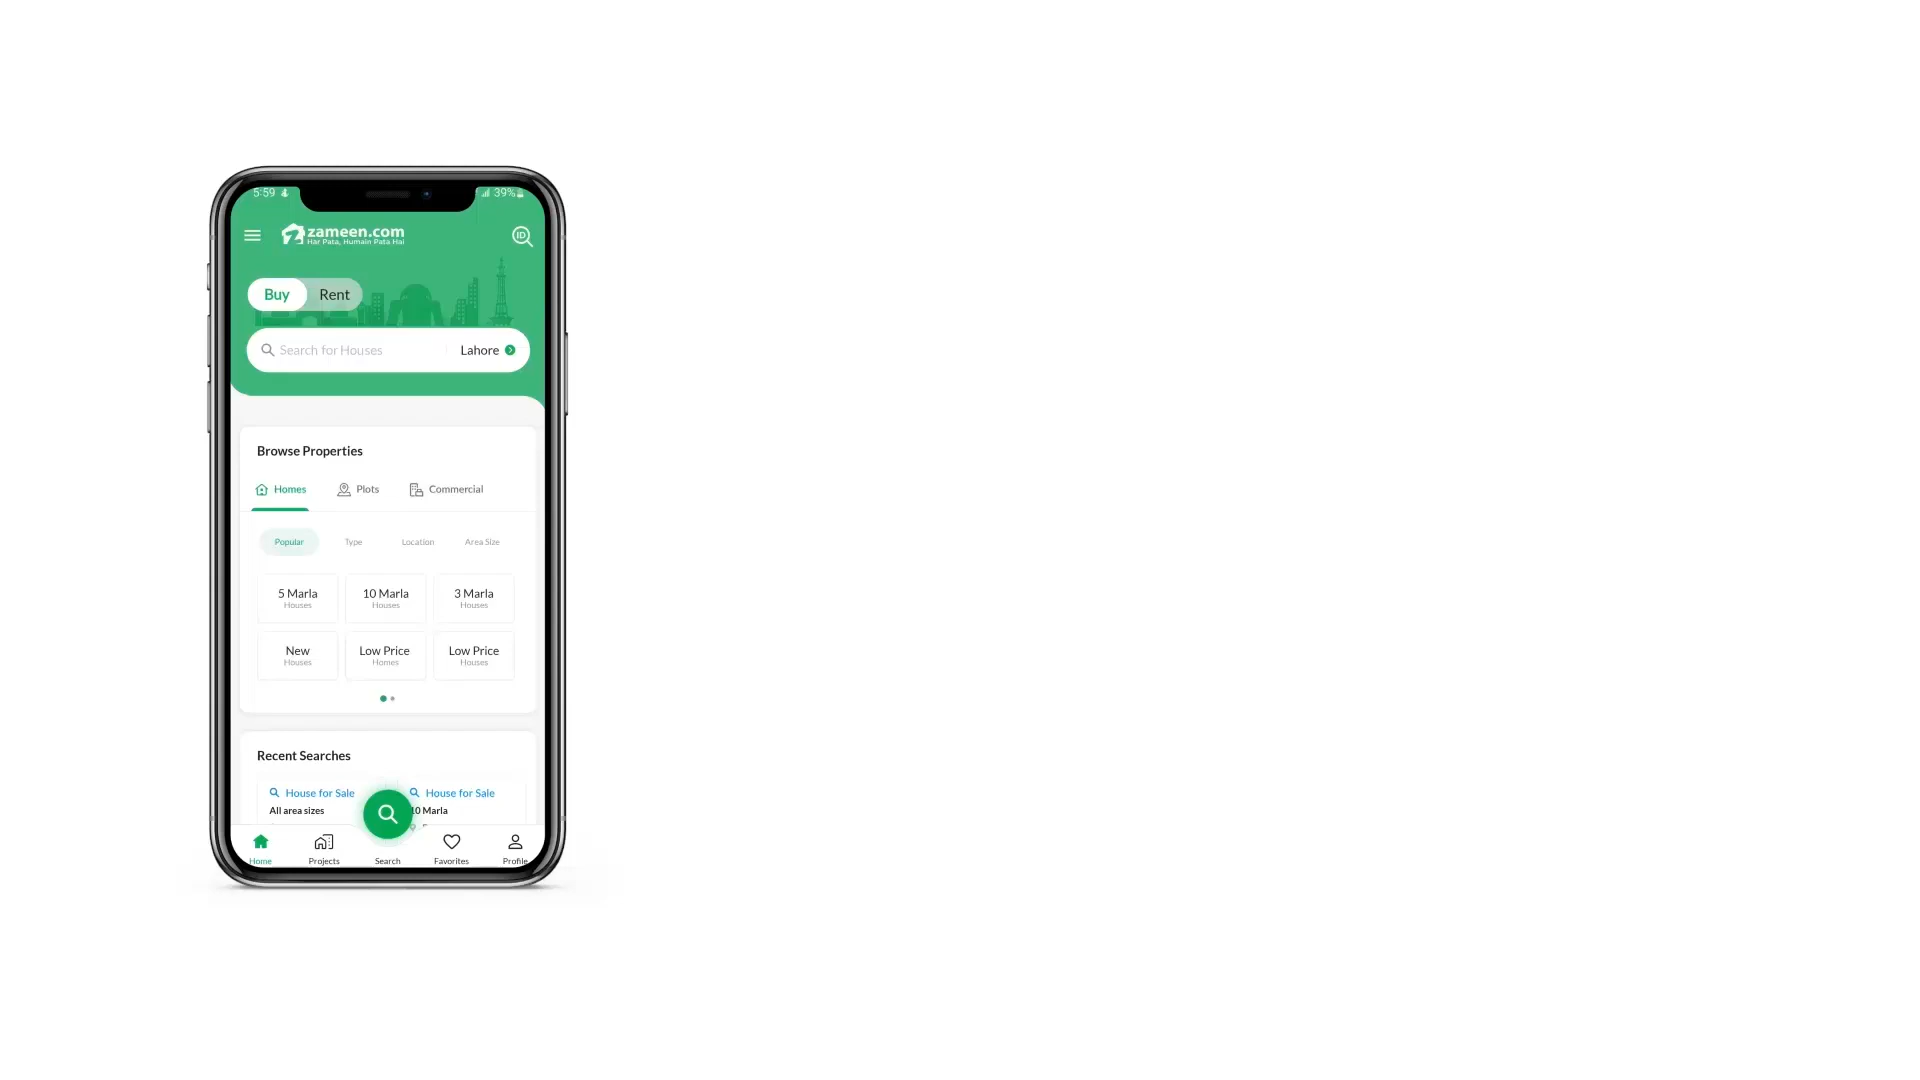 5:59 39%
zameen.com
Har Pata, Humain Pata Hai
ID
Buy Rent
Search for Houses Lahore
Browse Properties
Homes Plots Commercial
Popular Type Location Area Size
5 Marla 10 Marla 3 Marla
Houses Houses Houses
New Low Price Low Price
Houses Homes Houses
Recent Searches
House for Sale House for Sale
All area sizes 10 Marla
Home Projects Search Favorites Profile